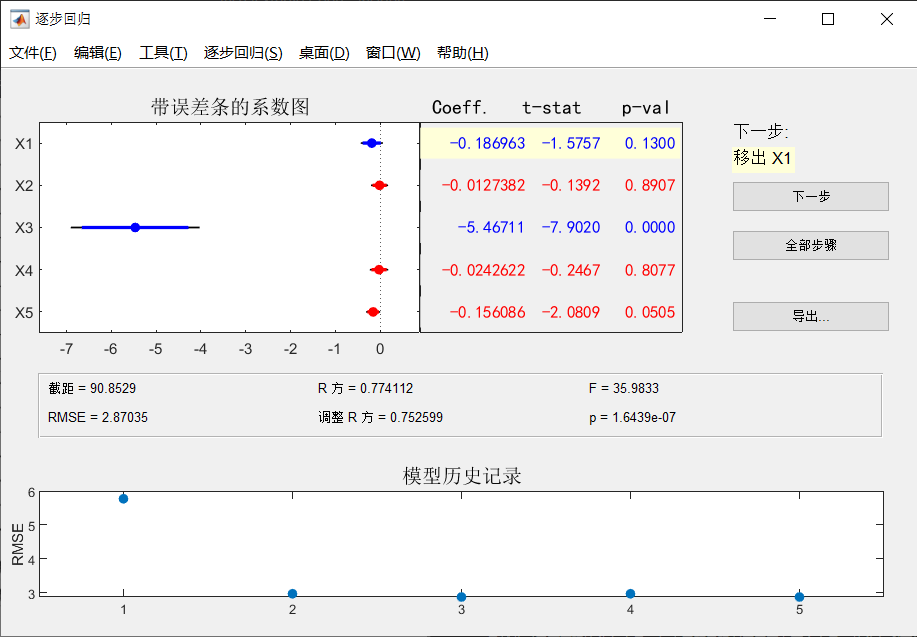 逐步回归
文件(F) 编辑(E) 工具(T) 逐步回归(S) 桌面(D) 窗口(W) 帮助(H)
带误差条的系数图
Coeff. t-stat p-val
X1 -0.186963 -1.5757 0.1300
X2 -0.0127382 -0.1392 0.8907
X3 -5.46711 -7.9020 0.0000
X4 -0.0242622 -0.2467 0.8077
X5 -0.156086 -2.0809 0.0505
-7 -6 -5 -4 -3 -2 -1 0
下一步:
移出 X1
下一步
全部步骤
导出...
截距 = 90.8529 R 方 = 0.774112 F = 35.9833
RMSE = 2.87035 调整 R 方 = 0.752599 p = 1.6439e-07
模型历史记录
RMSE
6
5
4
3
1 2 3 4 5